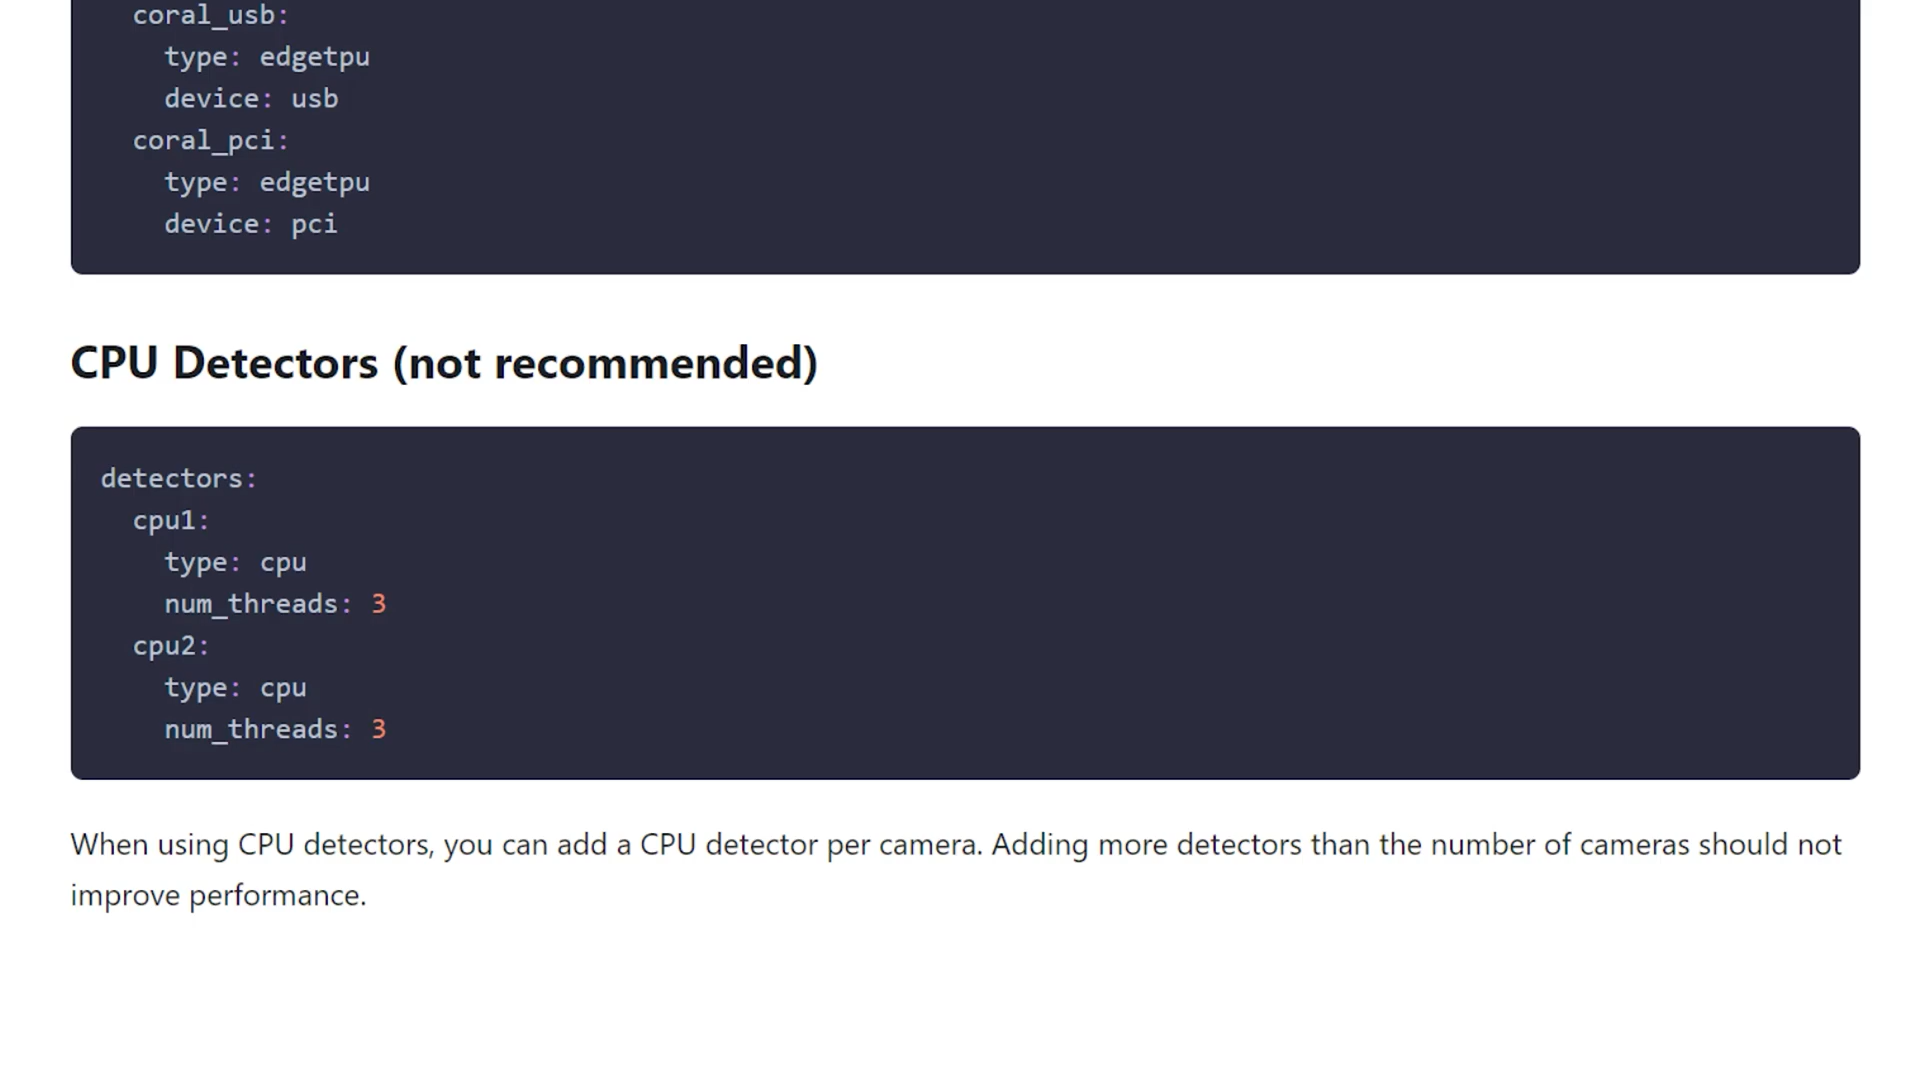 coral_usb:
type: edgetpu
device: usb
coral_pci:
type: edgetpu
device: pci
CPU Detectors (not recommended)
detectors:
cpu1:
type: cpu
num_threads: 3
cpu2:
type: cpu
num_threads: 3
When using CPU detectors, you can add a CPU detector per camera. Adding more detectors than the number of cameras should not
improve performance.